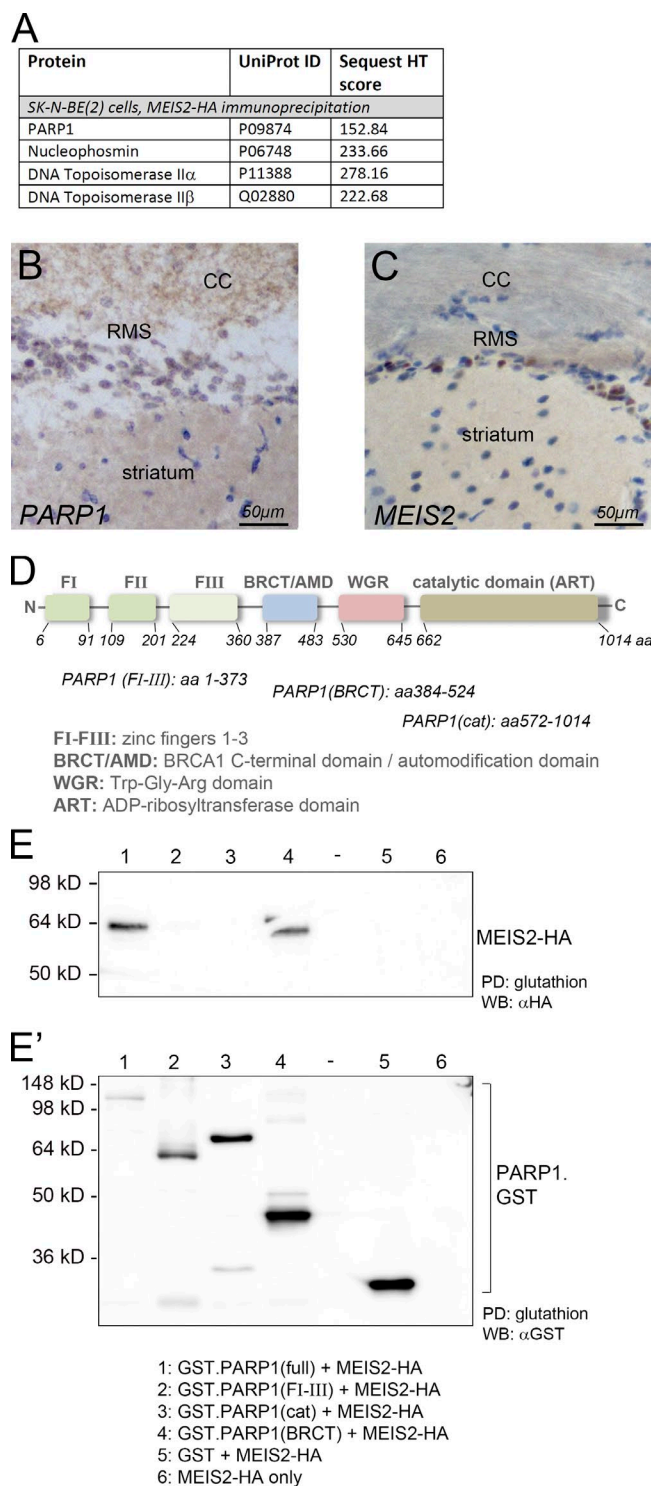 A
Protein UniProt ID Sequest HT score
SK-N-BE(2) cells, MEIS2-HA immunoprecipitation
PARP1 P09874 152.84
Nucleophosmin P06748 233.66
DNA Topoisomerase IIα P11388 278.16
DNA Topoisomerase IIβ Q02880 222.68
B
CC
RMS
striatum
PARP1
50µm
C
CC
RMS
striatum
MEIS2
50µm
D
FI FII FIII BRCT/AMD WGR catalytic domain (ART)
N C
6 91 109 201 224 360 387 483 530 645 662 1014 aa
PARP1 (FI-III): aa 1-373
PARP1(BRCT): aa384-524
PARP1(cat): aa572-1014
FI-FIII: zinc fingers 1-3
BRCT/AMD: BRCA1 C-terminal domain / automodification domain
WGR: Trp-Gly-Arg domain
ART: ADP-ribosyltransferase domain
E
1 2 3 4 - 5 6
98 kD -
64 kD -
50 kD -
MEIS2-HA
PD: glutathion
WB: αHA
E'
1 2 3 4 - 5 6
148 kD -
98 kD -
64 kD -
50 kD -
36 kD -
PARP1.
GST
PD: glutathion
WB: αGST
1: GST.PARP1(full) + MEIS2-HA
2: GST.PARP1(FI-III) + MEIS2-HA
3: GST.PARP1(cat) + MEIS2-HA
4: GST.PARP1(BRCT) + MEIS2-HA
5: GST + MEIS2-HA
6: MEIS2-HA only